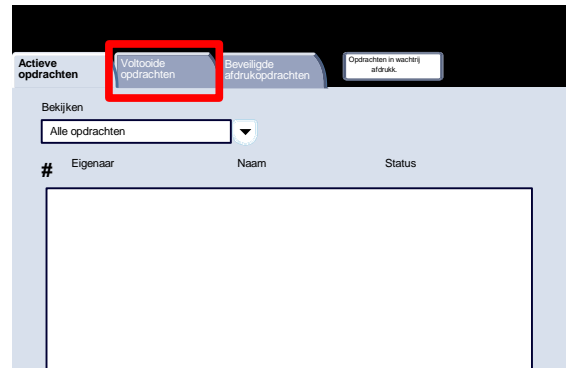 Actieve
opdrachten
Voltooide
opdrachten
Beveiligde
afdrukopdrachten
Opdrachten in wachtrij
afdrukk.
Bekijken
Alle opdrachten
# Eigenaar Naam Status